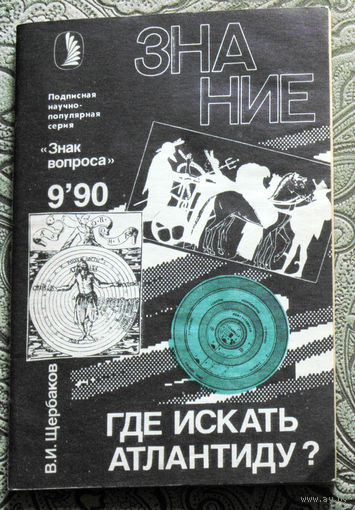 ЗНА
НИЕ
Подписная
научно-
популярная
серия
«Знак
вопроса»
9'90
В.И. Щербаков
ГДЕ ИСКАТЬ
АТЛАНТИДУ?